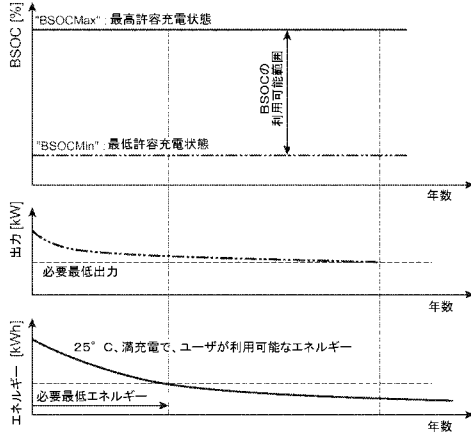 BSOC [%]
"BSOCMax" : 最高許容充電状態
BSOCの
利用可能範囲
"BSOCMin" : 最低許容充電状態
年数
出力 [kW]
必要最低出力
年数
エネルギー [kWh]
25° C、満充電で、ユーザが利用可能なエネルギー
必要最低エネルギー
年数